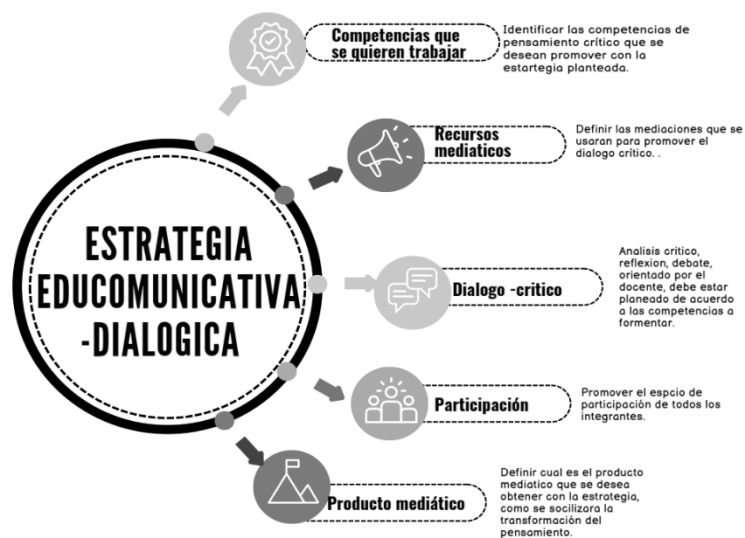 ESTRATEGIA
EDUCOMUNICATIVA
-DIALOGICA
Competencias que
se quieren trabajar
Identificar las competencias de
pensamiento crítico que se
desean promover con la
estartegia planteada.
Recursos
mediaticos
Definir las mediaciones que se
usaran para promover el
dialogo crítico. .
Dialogo -critico
Analisis critico,
reflexion, debate,
orientado por el
docente, debe estar
planeado de acuerdo
a las competencias a
formentar.
Participación
Promover el espcio de
participación de todos los
integrantes.
Producto mediático
Definir cual es el producto
mediatico que se desea
obtener con la estrategia,
como se socilizara la
transformación del
pensamiento.